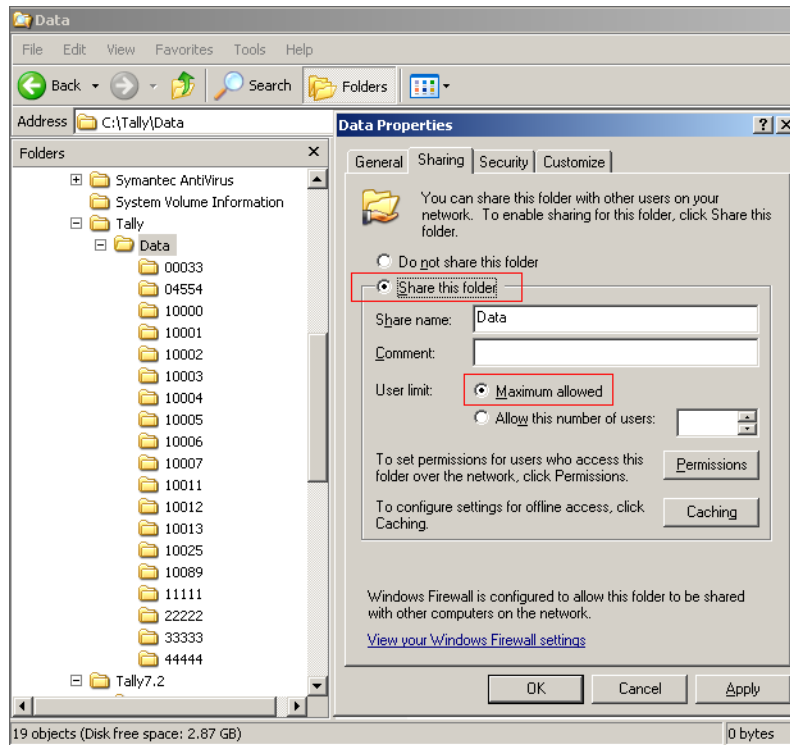 Data
File Edit View Favorites Tools Help
Back Search Folders
Address C:\Tally\Data
Folders x
Symantec AntiVirus
System Volume Information
Tally
Data
00033
04554
10000
10001
10002
10003
10004
10005
10006
10007
10011
10012
10013
10025
10089
11111
22222
33333
44444
Tally7.2
Data Properties ? X
General Sharing Security Customize
You can share this folder with other users on your
network. To enable sharing for this folder, click Share this
folder.
Do not share this folder
Share this folder
Share name: Data
Comment:
User limit: Maximum allowed
Allow this number of users:
To set permissions for users who access this
folder over the network, click Permissions.
Permissions
To configure settings for offline access, click
Caching.
Caching
Windows Firewall is configured to allow this folder to be shared
with other computers on the network.
View your Windows Firewall settings
OK Cancel Apply
19 objects (Disk free space: 2.87 GB) 0 bytes